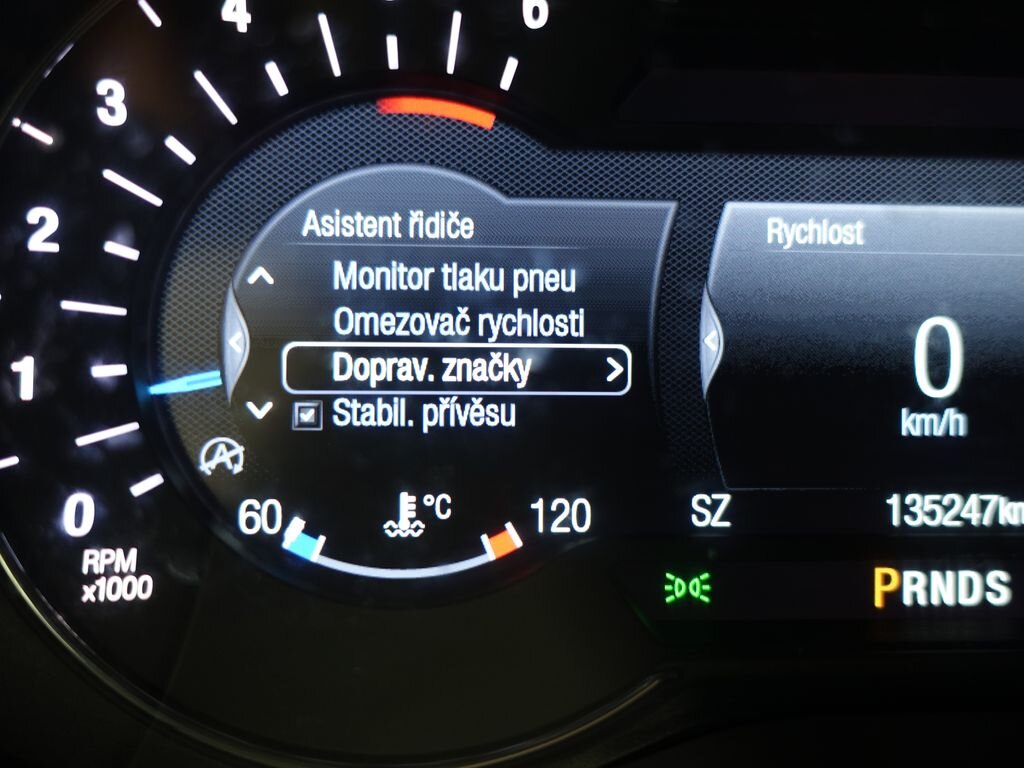 4
6
3
2
1
0
RPM
x1000
Asistent řidiče
Monitor tlaku pneu
Omezovač rychlosti
Doprav. značky
Stabil. přívěsu
A
60
°C
120
Rychlost
0
km/h
SZ
135247km
PRNDS